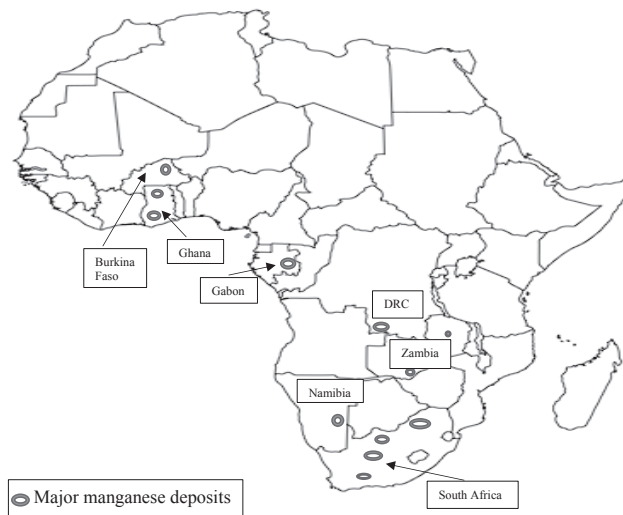 Burkina
Faso
Ghana
Gabon
DRC
Zambia
Namibia
South Africa
Major manganese deposits